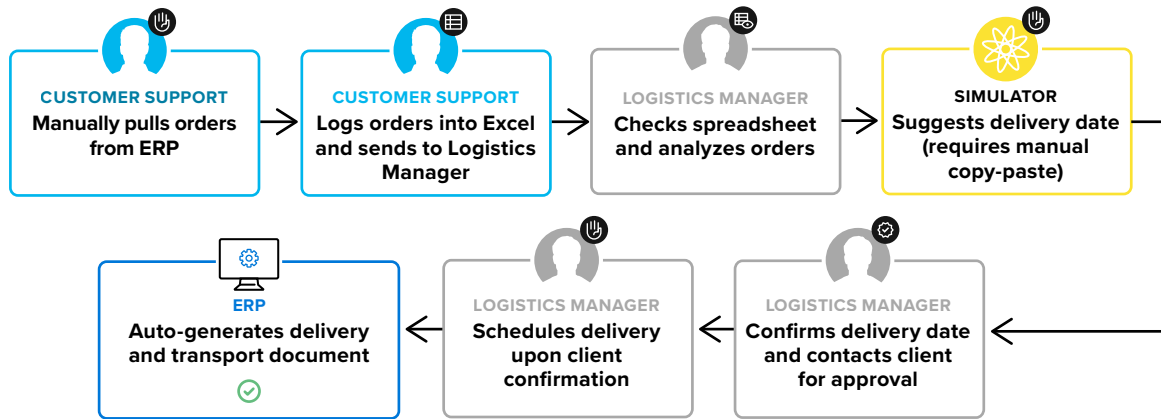 CUSTOMER SUPPORT
Manually pulls orders
from ERP
CUSTOMER SUPPORT
Logs orders into Excel
and sends to Logistics
Manager
LOGISTICS MANAGER
Checks spreadsheet
and analyzes orders
SIMULATOR
Suggests delivery date
(requires manual
copy-paste)
ERP
Auto-generates delivery
and transport document
LOGISTICS MANAGER
Schedules delivery
upon client
confirmation
LOGISTICS MANAGER
Confirms delivery date
and contacts client
for approval